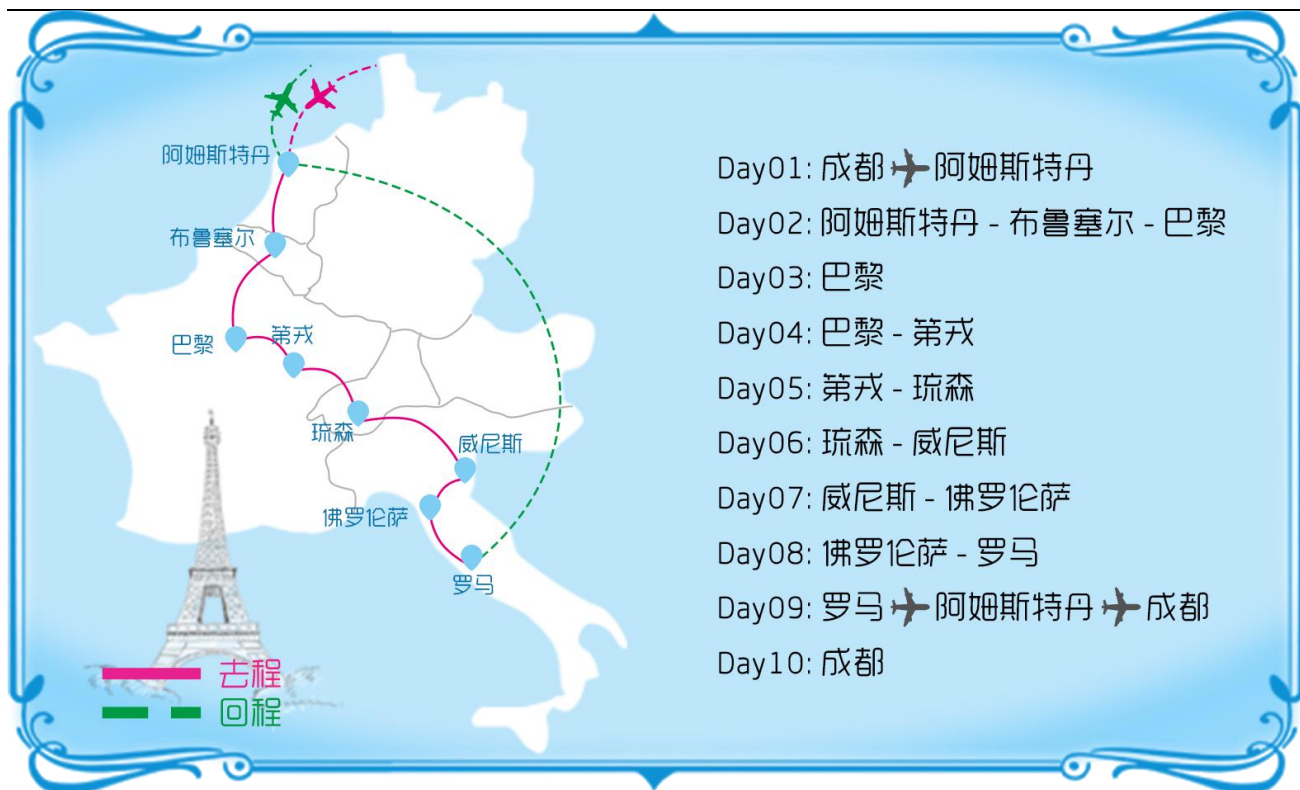 阿姆斯特丹
布鲁塞尔
巴黎
第戎
琉森
威尼斯
佛罗伦萨
罗马
去程
回程
Day01: 成都 阿姆斯特丹
Day02: 阿姆斯特丹 - 布鲁塞尔 - 巴黎
Day03: 巴黎
Day04: 巴黎 - 第戎
Day05: 第戎 - 琉森
Day06: 琉森 - 威尼斯
Day07: 威尼斯 - 佛罗伦萨
Day08: 佛罗伦萨 - 罗马
Day09: 罗马 阿姆斯特丹 成都
Day10: 成都